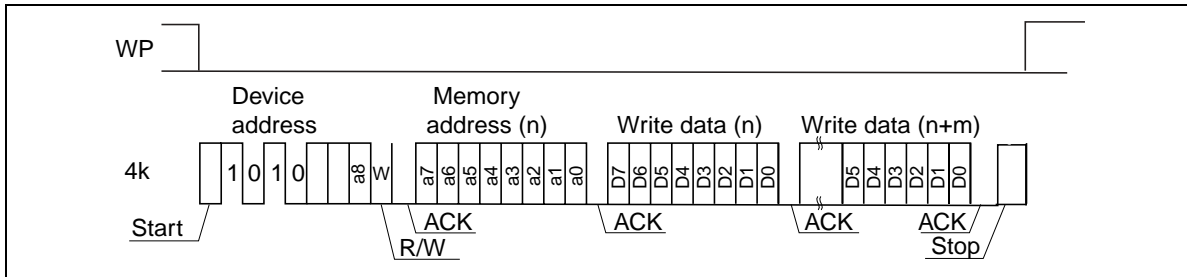 WP
Device address
Memory address (n)
Write data (n)
Write data (n+m)
4k
1 0 1 0 a8 W
a7 a6 a5 a4 a3 a2 a1 a0
D7 D6 D5 D4 D3 D2 D1 D0
D5 D4 D3 D2 D1 D0
Start
R/W
ACK
ACK
ACK
ACK
Stop